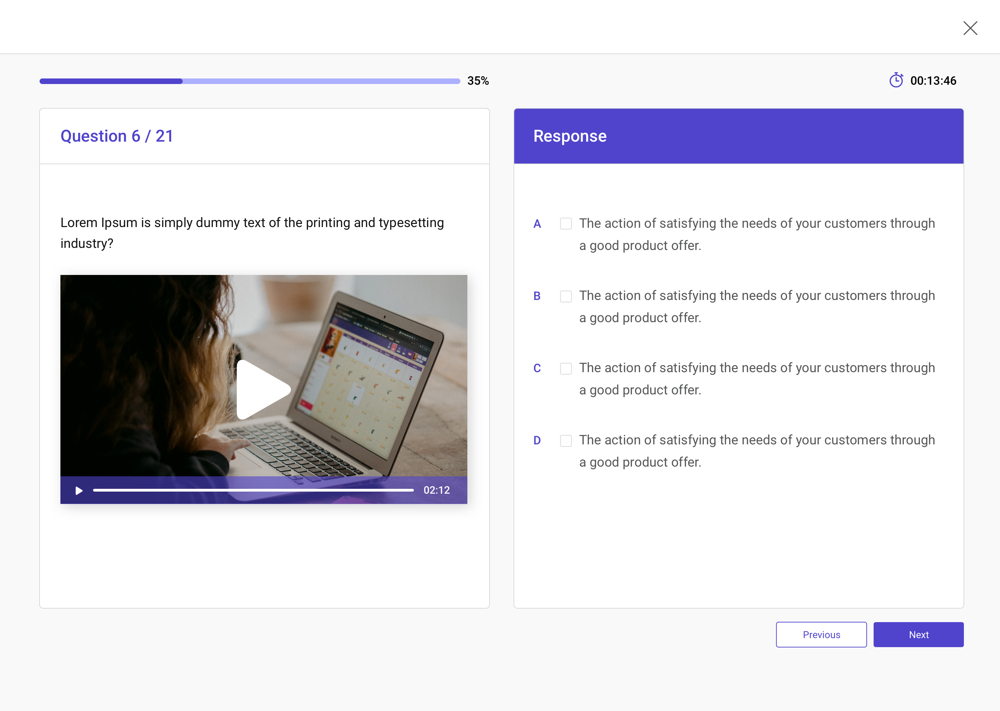 35%
00:13:46
Question 6 / 21
Lorem Ipsum is simply dummy text of the printing and typesetting
industry?
02:12
Response
A
The action of satisfying the needs of your customers through
a good product offer.
B
The action of satisfying the needs of your customers through
a good product offer.
C
The action of satisfying the needs of your customers through
a good product offer.
D
The action of satisfying the needs of your customers through
a good product offer.
Previous
Next